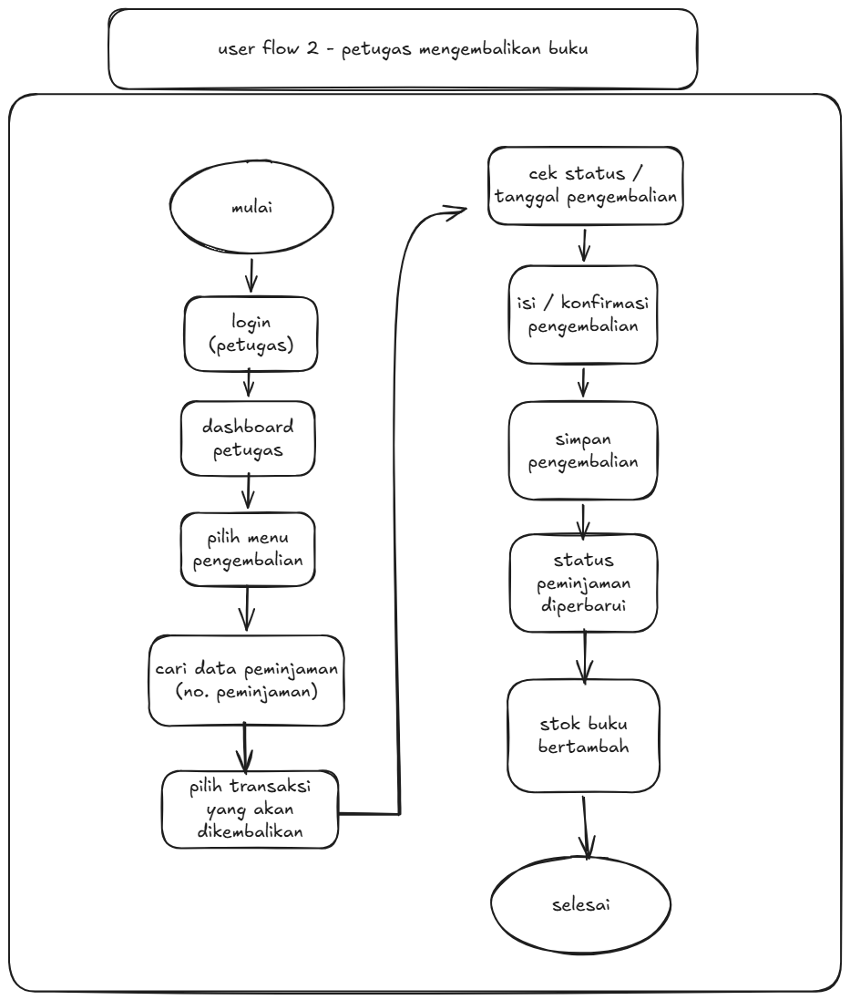 user flow 2 - petugas mengembalikan buku
mulai
login
(petugas)
dashboard
petugas
pilih menu
pengembalian
cari data peminjaman
(no. peminjaman)
pilih transaksi
yang akan
dikembalikan
cek status /
tanggal pengembalian
isi / konfirmasi
pengembalian
simpan
pengembalian
status
peminjaman
diperbarui
stok buku
bertambah
selesai